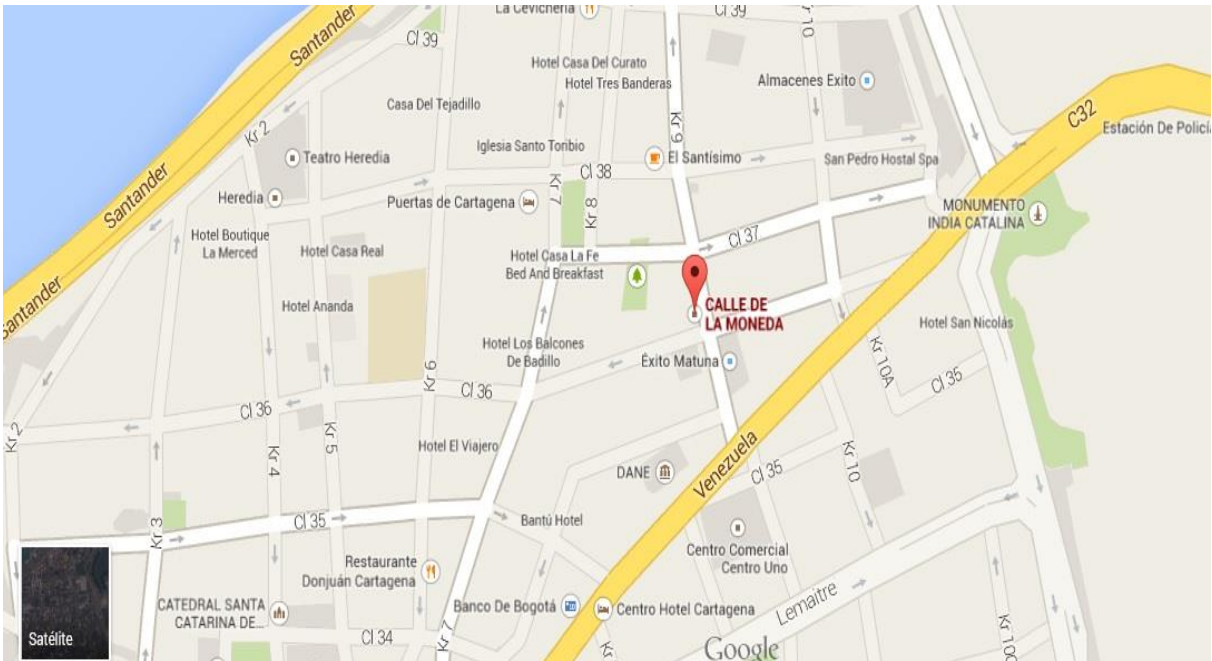 La Cevichería
Cl 39
Kr 10
Santander
Cl 39
Hotel Casa Del Curato
Hotel Tres Banderas
Almacenes Exito
C32
Casa Del Tejadillo
Kr 2
Kr 9
Estación De Policía
Teatro Heredia
Iglesia Santo Toribio
El Santísimo
San Pedro Hostal Spa
Cl 38
Santander
Heredia
Puertas de Cartagena
Kr 7
Kr 8
MONUMENTO
INDIA CATALINA
Hotel Boutique
La Merced
Hotel Casa Real
Cl 37
Hotel Casa La Fe
Bed And Breakfast
Santander
Hotel Ananda
CALLE DE
LA MONEDA
Hotel San Nicolás
Hotel Los Balcones
De Badillo
Éxito Matuna
Kr 6
Kr 10A
Cl 35
Cl 36
Cl 36
Kr 2
Kr 4
Kr 5
Hotel El Viajero
Venezuela
Kr 10
DANE
Cl 35
Kr 3
Cl 35
Bantú Hotel
Centro Comercial
Centro Uno
Restaurante
Donjuán Cartagena
Lemaitre
CATEDRAL SANTA
CATARINA DE...
Banco De Bogotá
Centro Hotel Cartagena
Satélite
Cl 34
Kr 7
Kr
Google
Kr 10C